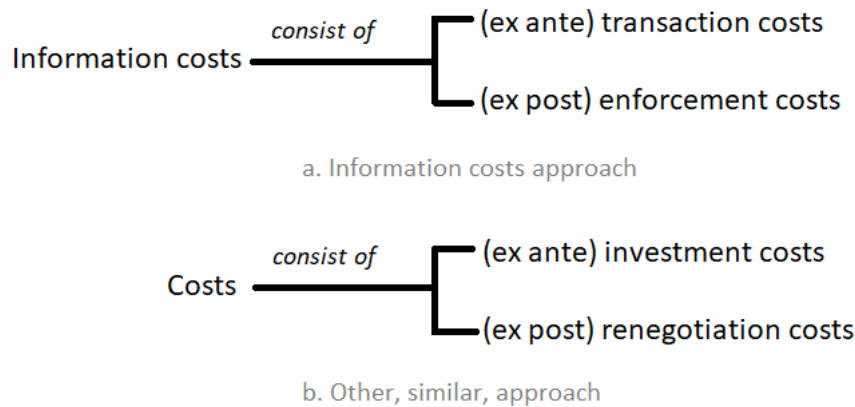 consist of
(ex ante) transaction costs
Information costs
(ex post) enforcement costs
a. Information costs approach
consist of
(ex ante) investment costs
Costs
(ex post) renegotiation costs
b. Other, similar, approach